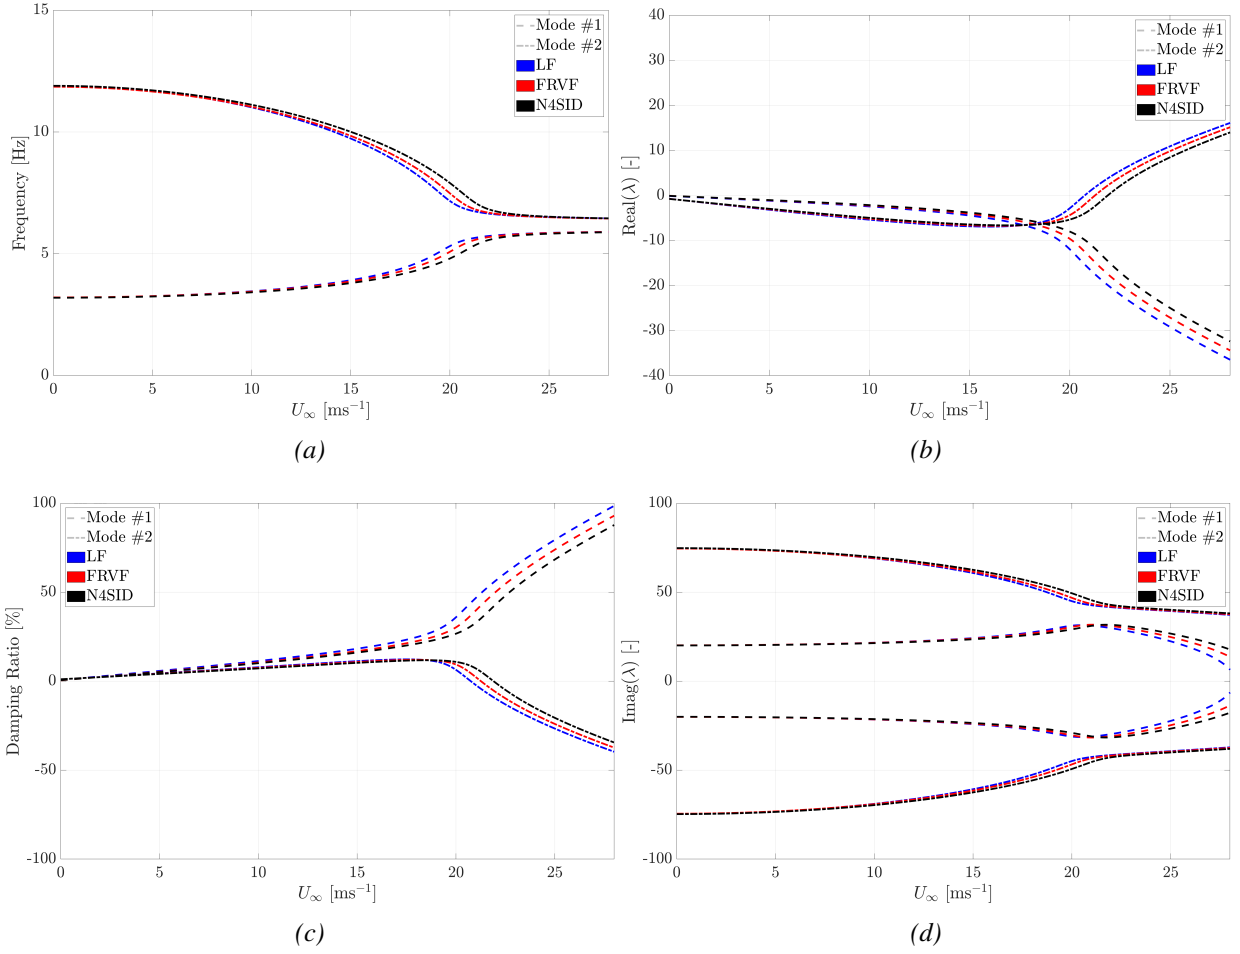 15
10
5
0
Frequency [Hz]
0 5 10 15 20 25
U∞ [ms⁻¹]
Mode #1
Mode #2
LF
FRVF
N4SID
(a)
40
30
20
10
0
-10
-20
-30
-40
Real(λ) [-]
0 5 10 15 20 25
U∞ [ms⁻¹]
Mode #1
Mode #2
LF
FRVF
N4SID
(b)
100
50
0
-50
-100
Damping Ratio [%]
0 5 10 15 20 25
U∞ [ms⁻¹]
Mode #1
Mode #2
LF
FRVF
N4SID
(c)
100
50
0
-50
-100
Imag(λ) [-]
0 5 10 15 20 25
U∞ [ms⁻¹]
Mode #1
Mode #2
LF
FRVF
N4SID
(d)